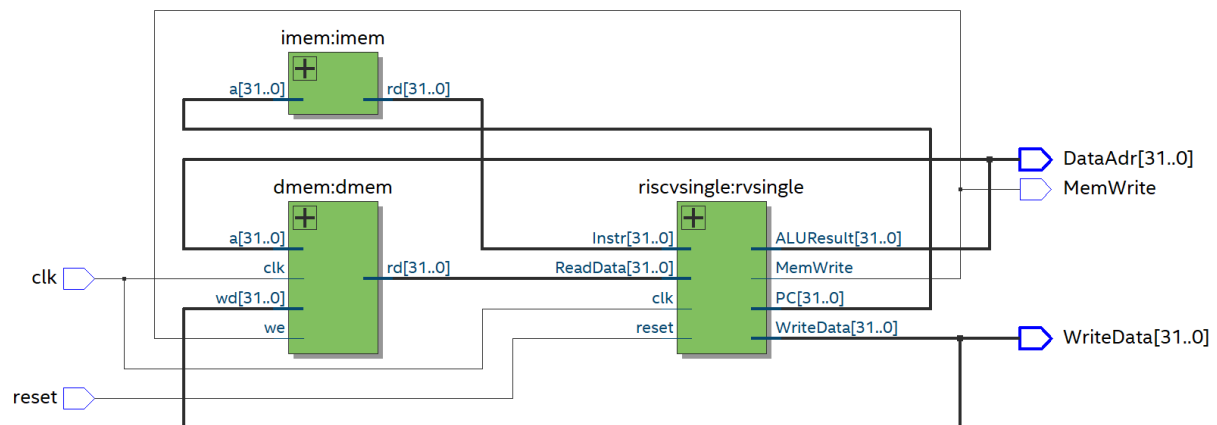 imem:imem
a[31..0]
rd[31..0]
DataAdr[31..0]
MemWrite
dmem:dmem
riscvsingle:rvsingle
a[31..0]
Instr[31..0]
ALUResult[31..0]
clk
clk
rd[31..0]
ReadData[31..0]
MemWrite
wd[31..0]
clk
PC[31..0]
we
reset
WriteData[31..0]
WriteData[31..0]
reset